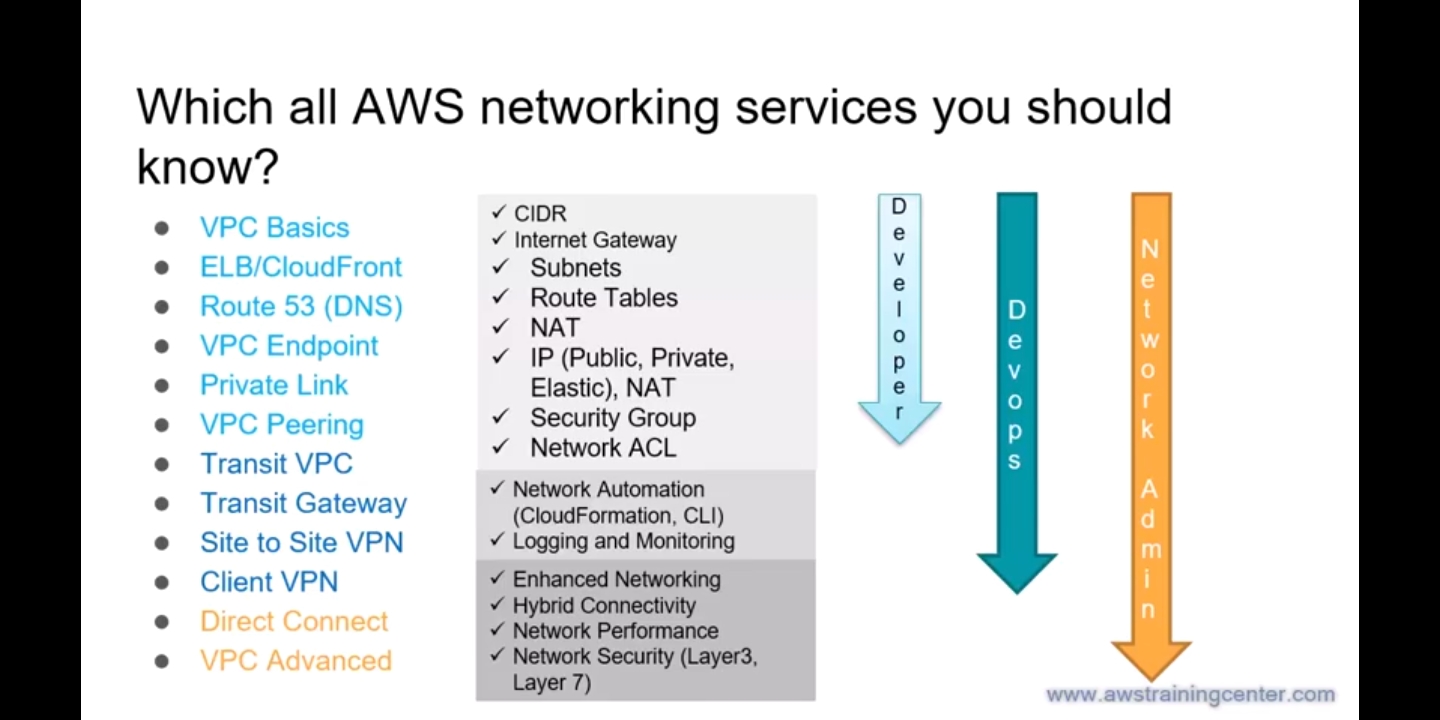 Which all AWS networking services you should
know?
VPC Basics
ELB/CloudFront
Route 53 (DNS)
VPC Endpoint
Private Link
VPC Peering
Transit VPC
Transit Gateway
Site to Site VPN
Client VPN
Direct Connect
VPC Advanced
CIDR
Internet Gateway
Subnets
Route Tables
NAT
IP (Public, Private,
Elastic), NAT
Security Group
Network ACL
Network Automation
(CloudFormation, CLI)
Logging and Monitoring
Enhanced Networking
Hybrid Connectivity
Network Performance
Network Security (Layer3,
Layer 7)
Developer
Devops
Network Admin
www.awstrainingcenter.com